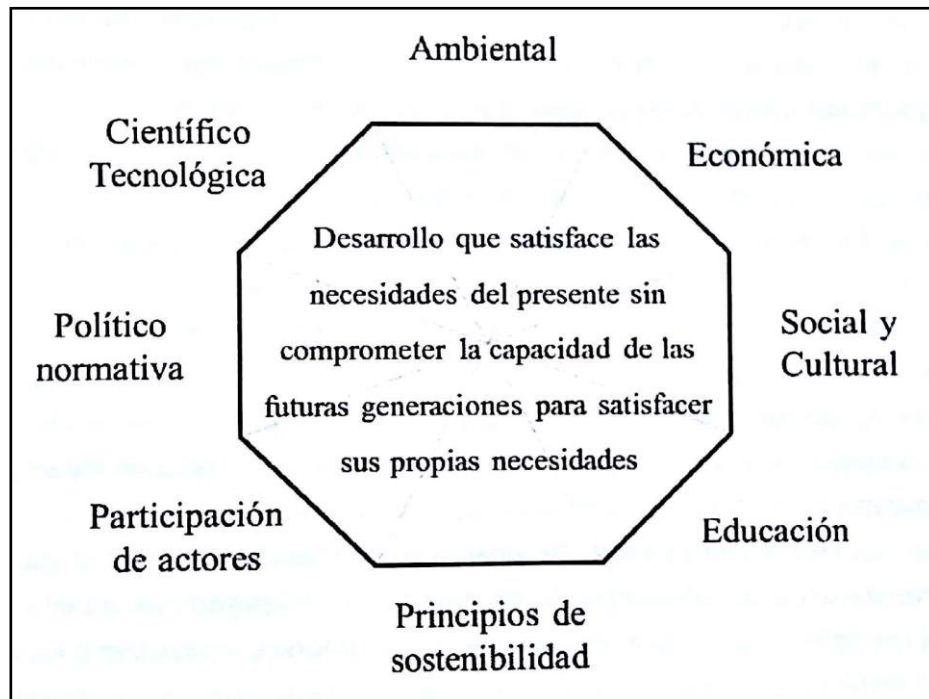 Ambiental
Científico
Tecnológica
Económica
Desarrollo que satisface las
necesidades del presente sin
comprometer la capacidad de las
futuras generaciones para satisfacer
sus propias necesidades
Político
normativa
Social y
Cultural
Participación
de actores
Educación
Principios de
sostenibilidad